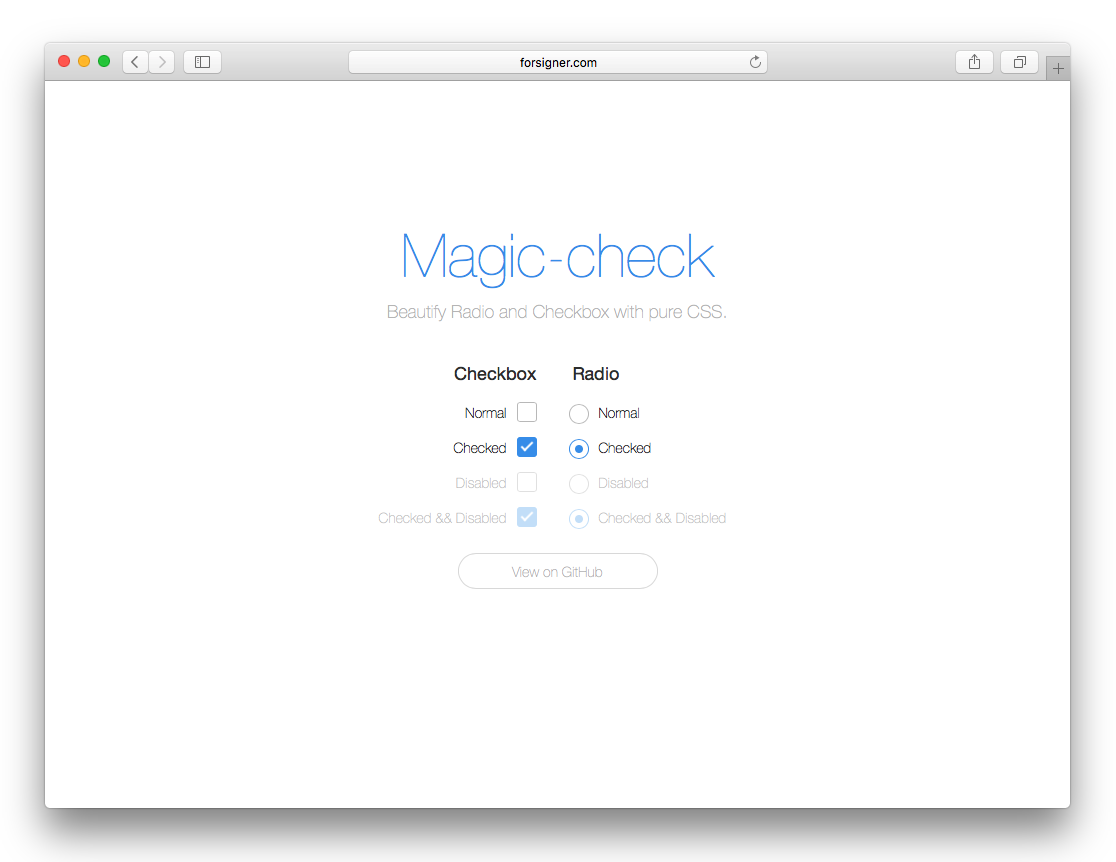 forsigner.com
Magic-check
Beautify Radio and Checkbox with pure CSS.
Checkbox Radio
Normal Normal
Checked Checked
Disabled Disabled
Checked && Disabled Checked && Disabled
View on GitHub